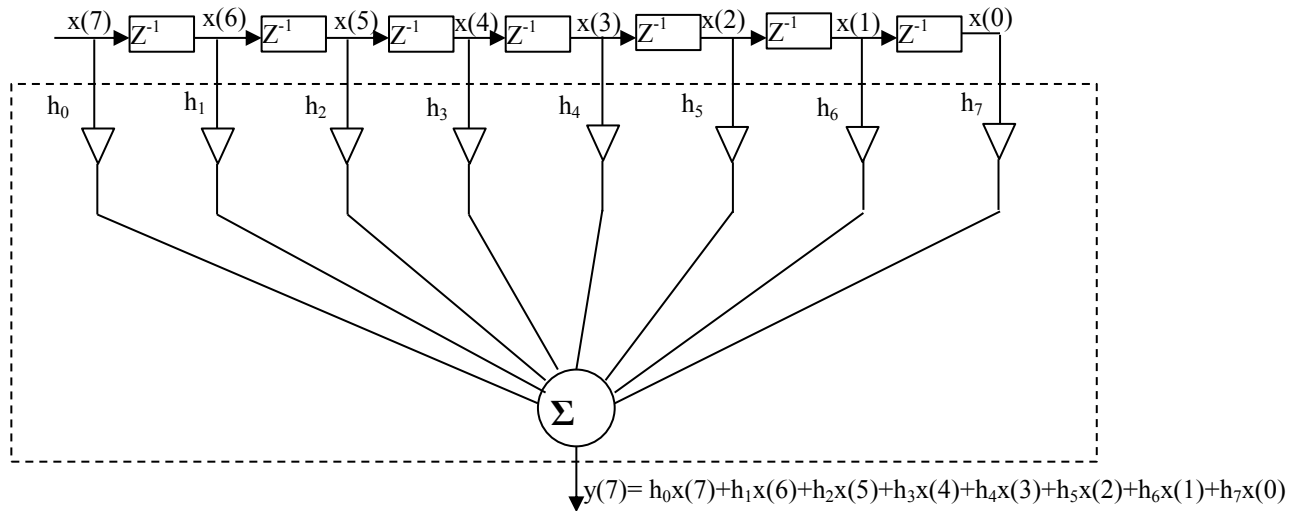 x(7) x(6) x(5) x(4) x(3) x(2) x(1) x(0)
Z⁻¹ Z⁻¹ Z⁻¹ Z⁻¹ Z⁻¹ Z⁻¹ Z⁻¹
h₀ h₁ h₂ h₃ h₄ h₅ h₆ h₇
Σ
y(7)= h₀x(7)+h₁x(6)+h₂x(5)+h₃x(4)+h₄x(3)+h₅x(2)+h₆x(1)+h₇x(0)